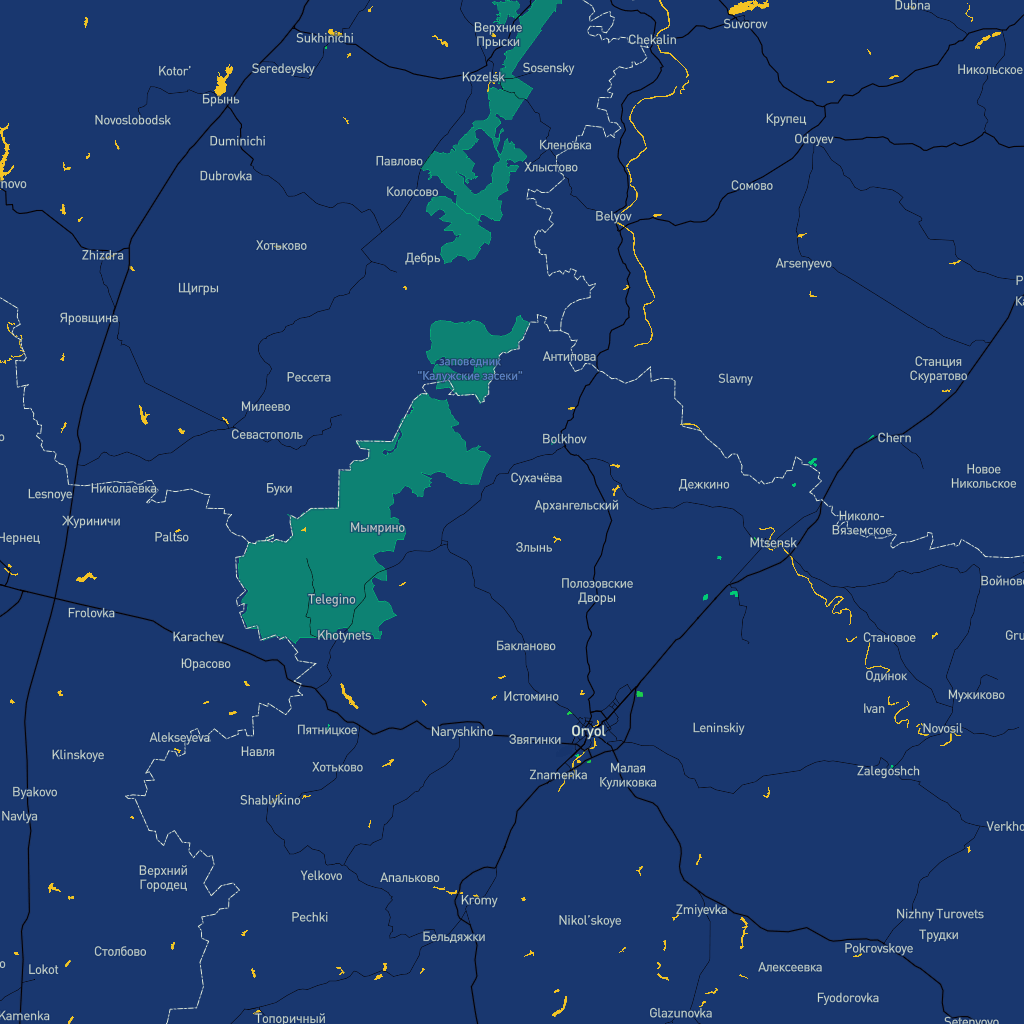 Dubna
Suvorov
Верхние
Прыски
Sukhinichi
Chekalin
Seredeysky
Kotor'
Sosensky
Никольское
Kozelsk
Брынь
Novoslobodsk
Крупец
Duminichi
Odoyev
Кленовка
Павлово
Хлыстово
Dubrovka
novo
Сомово
Колосово
Belyov
Хотьково
Zhizdra
Дебрь
Arsenyevo
Щигры
Яровщина
Антипова
заповедник
"Калужские засеки"
Станция
Скуратово
Рессета
Slavny
Милеево
Севастополь
Bolkhov
Chern
Новое
Никольское
Сухачёва
Дежкино
Буки
Николаевка
Lesnoye
Архангельский
Журиничи
Николо-
Вяземское
Мымрино
Paltso
Чернец
Злынь
Mtsensk
Полозовские
Дворы
Войново
Telegino
Frolovka
Karachev
Khotynets
Становое
Gru
Бакланово
Юрасово
Одинок
Истомино
Мужиково
Ivan
Пятницкое
Naryshkino
Oryol
Leninskiy
Novosil
Alekseyeva
Звягинки
Навля
Klinskoye
Хотьково
Znamenka
Малая
Куликовка
Zalegoshch
Byakovo
Shablykino
Navlya
Verkho
Верхний
Городец
Yelkovo
Апальково
Kromy
Zmiyevka
Pechki
Nikol'skoye
Nizhny Turovets
Бельдяжки
Трудки
Столбово
Pokrovskoye
Lokot
Алексеевка
Fyodorovka
Kamenka
Топоричный
Glazunovka
Setenyovo